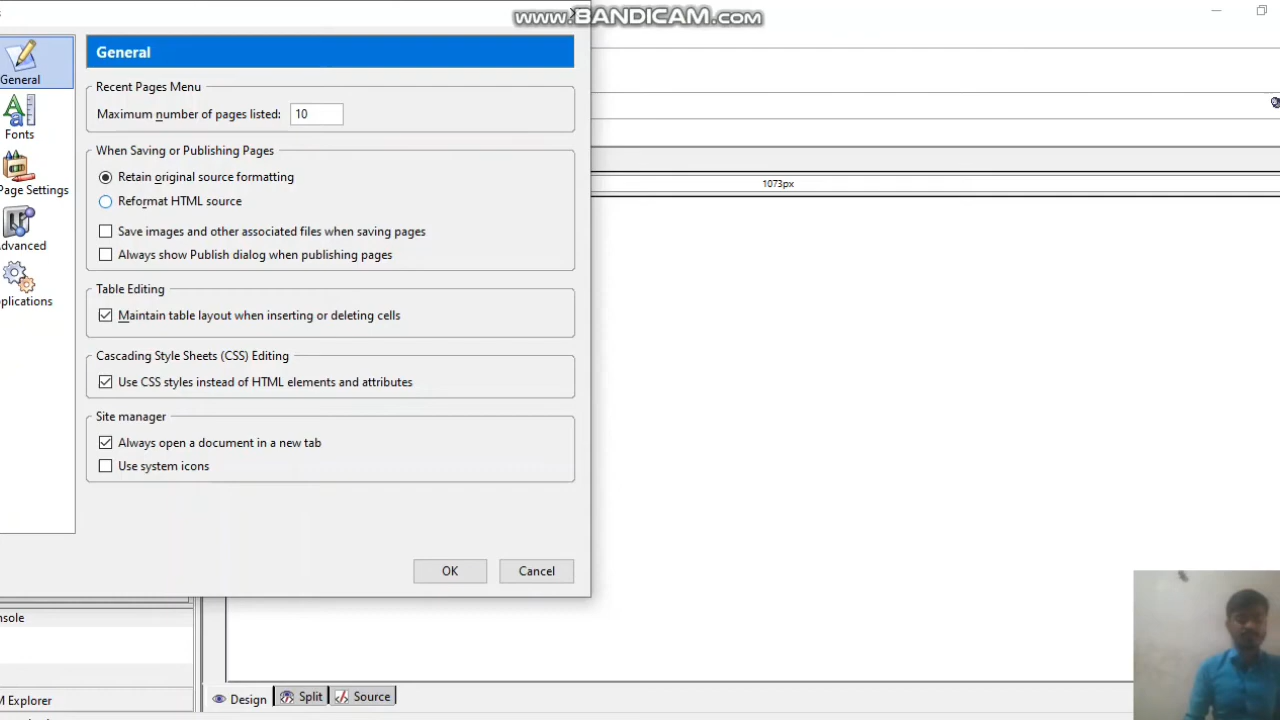 www.BANDICAM.com
General
General
Recent Pages Menu
Maximum number of pages listed: 10
Fonts
When Saving or Publishing Pages
Retain original source formatting
Page Settings
1073px
Reformat HTML source
Save images and other associated files when saving pages
dvanced
Always show Publish dialog when publishing pages
Table Editing
plications
Maintain table layout when inserting or deleting cells
Cascading Style Sheets (CSS) Editing
Use CSS styles instead of HTML elements and attributes
Site manager
Always open a document in a new tab
Use system icons
OK
Cancel
nsole
M Explorer
Design
Split
Source